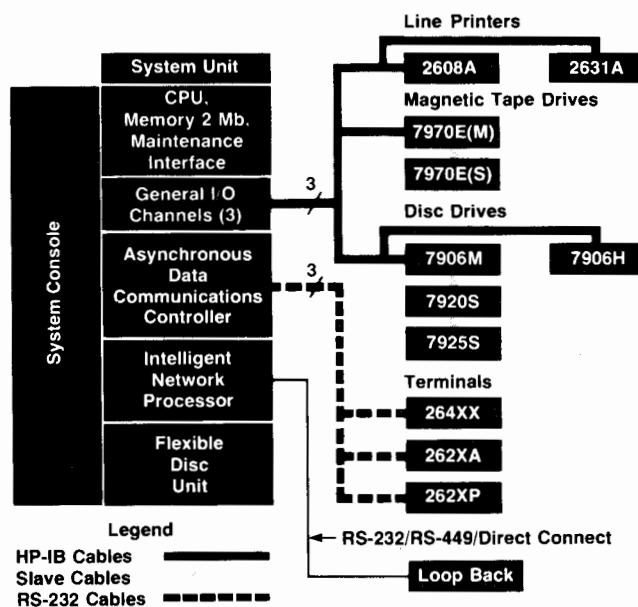 System Console
System Unit
CPU,
Memory 2 Mb,
Maintenance
Interface
General I/O
Channels (3)
Asynchronous
Data
Communications
Controller
Intelligent
Network
Processor
Flexible
Disc
Unit
3
3
Line Printers
2608A
2631A
Magnetic Tape Drives
7970E(M)
7970E(S)
Disc Drives
7906M
7906H
7920S
7925S
Terminals
264XX
262XA
262XP
RS-232/RS-449/Direct Connect
Loop Back
Legend
HP-IB Cables
Slave Cables
RS-232 Cables